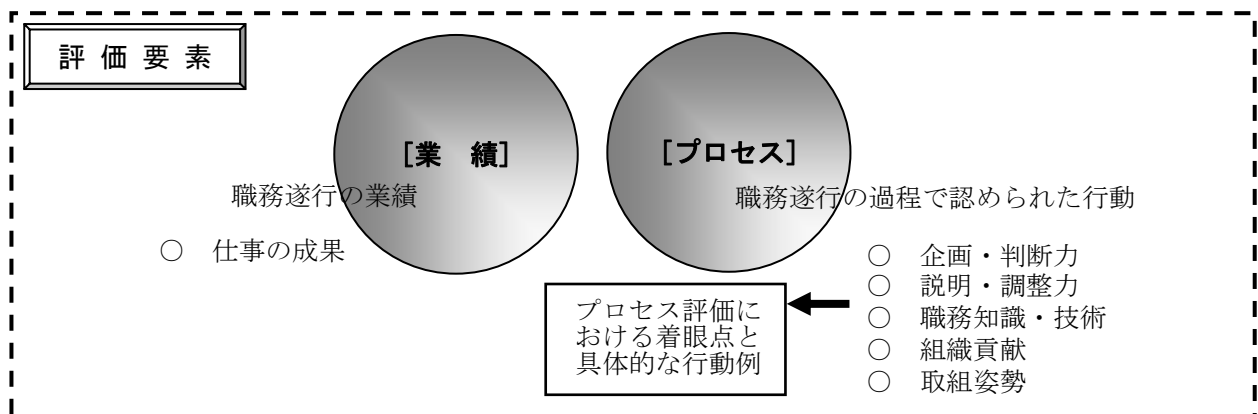 評価要素
[業 績]
[プロセス]
職務遂行の業績
○ 仕事の成果
職務遂行の過程で認められた行動
○ 企画・判断力
○ 説明・調整力
○ 職務知識・技術
○ 組織貢献
○ 取組姿勢
プロセス評価に
おける着眼点と
具体的な行動例